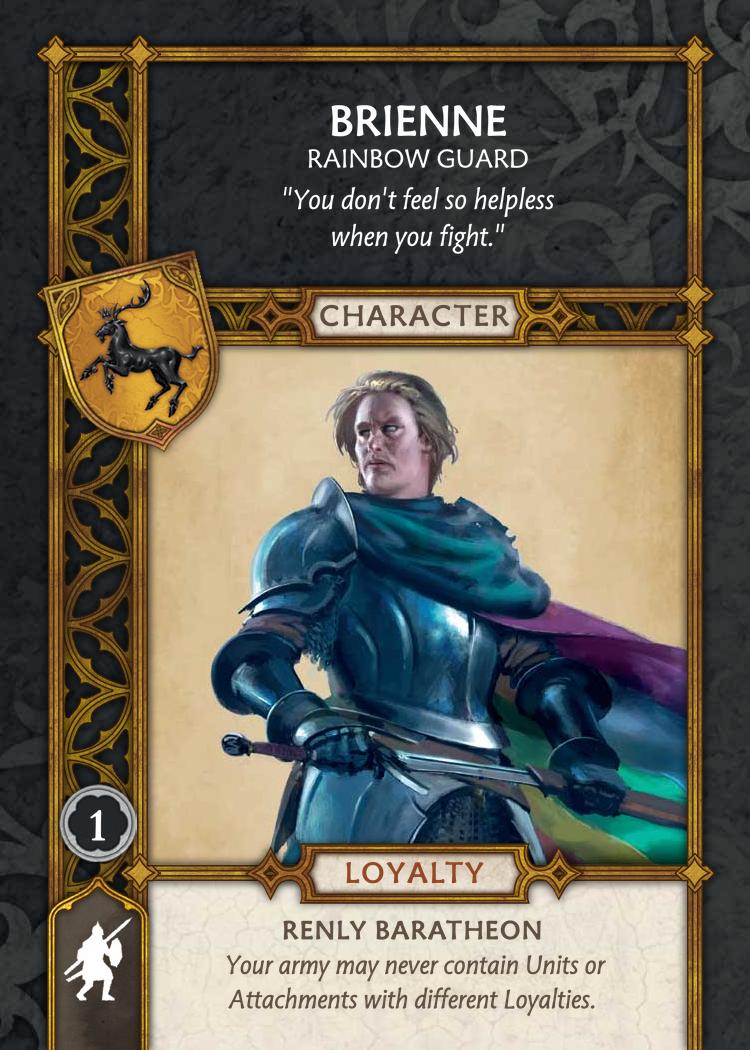 BRIENNE
RAINBOW GUARD
"You don't feel so helpless
when you fight."
CHARACTER
1
LOYALTY
RENLY BARATHEON
Your army may never contain Units or
Attachments with different Loyalties.